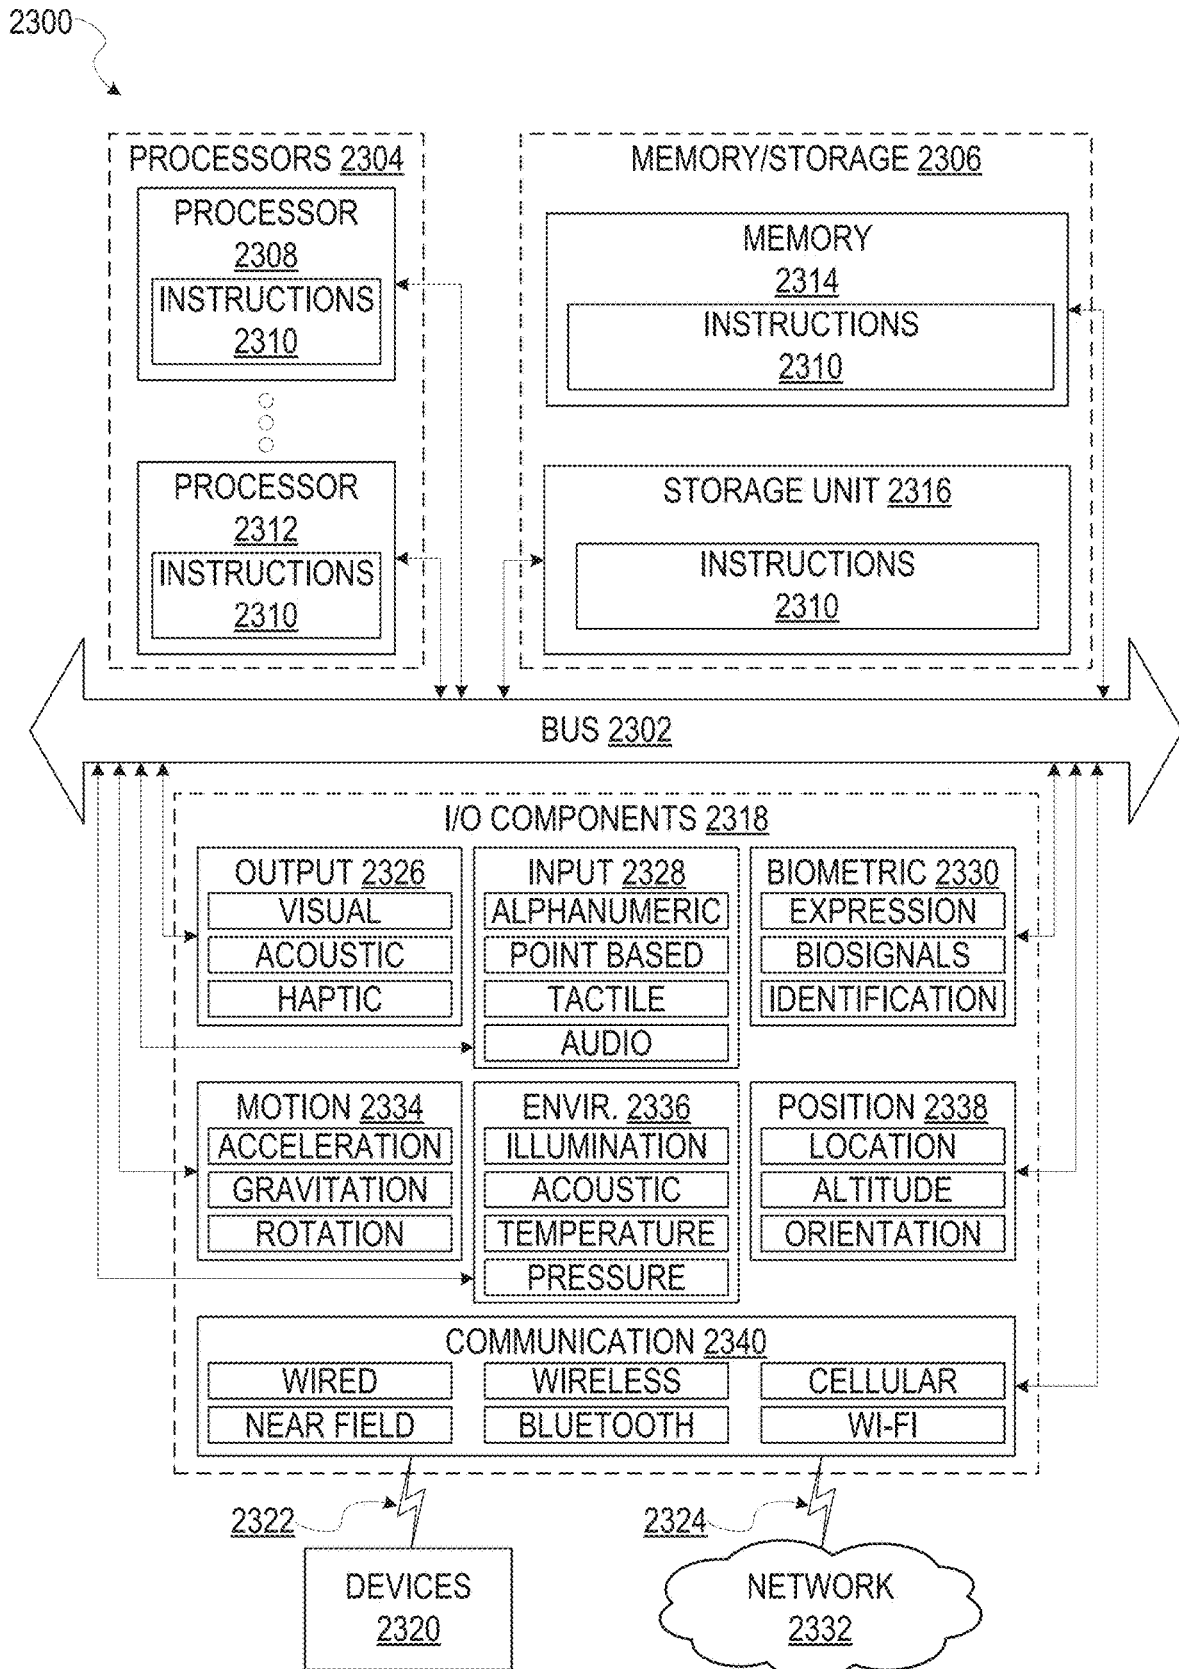 2300
PROCESSORS 2304
PROCESSOR
2308
INSTRUCTIONS
2310
PROCESSOR
2312
INSTRUCTIONS
2310
MEMORY/STORAGE 2306
MEMORY
2314
INSTRUCTIONS
2310
STORAGE UNIT 2316
INSTRUCTIONS
2310
BUS 2302
I/O COMPONENTS 2318
OUTPUT 2326
VISUAL
ACOUSTIC
HAPTIC
INPUT 2328
ALPHANUMERIC
POINT BASED
TACTILE
AUDIO
BIOMETRIC 2330
EXPRESSION
BIOSIGNALS
IDENTIFICATION
MOTION 2334
ACCELERATION
GRAVITATION
ROTATION
ENVIR. 2336
ILLUMINATION
ACOUSTIC
TEMPERATURE
PRESSURE
POSITION 2338
LOCATION
ALTITUDE
ORIENTATION
COMMUNICATION 2340
WIRED
WIRELESS
CELLULAR
NEAR FIELD
BLUETOOTH
WI-FI
2322
2324
DEVICES
2320
NETWORK
2332